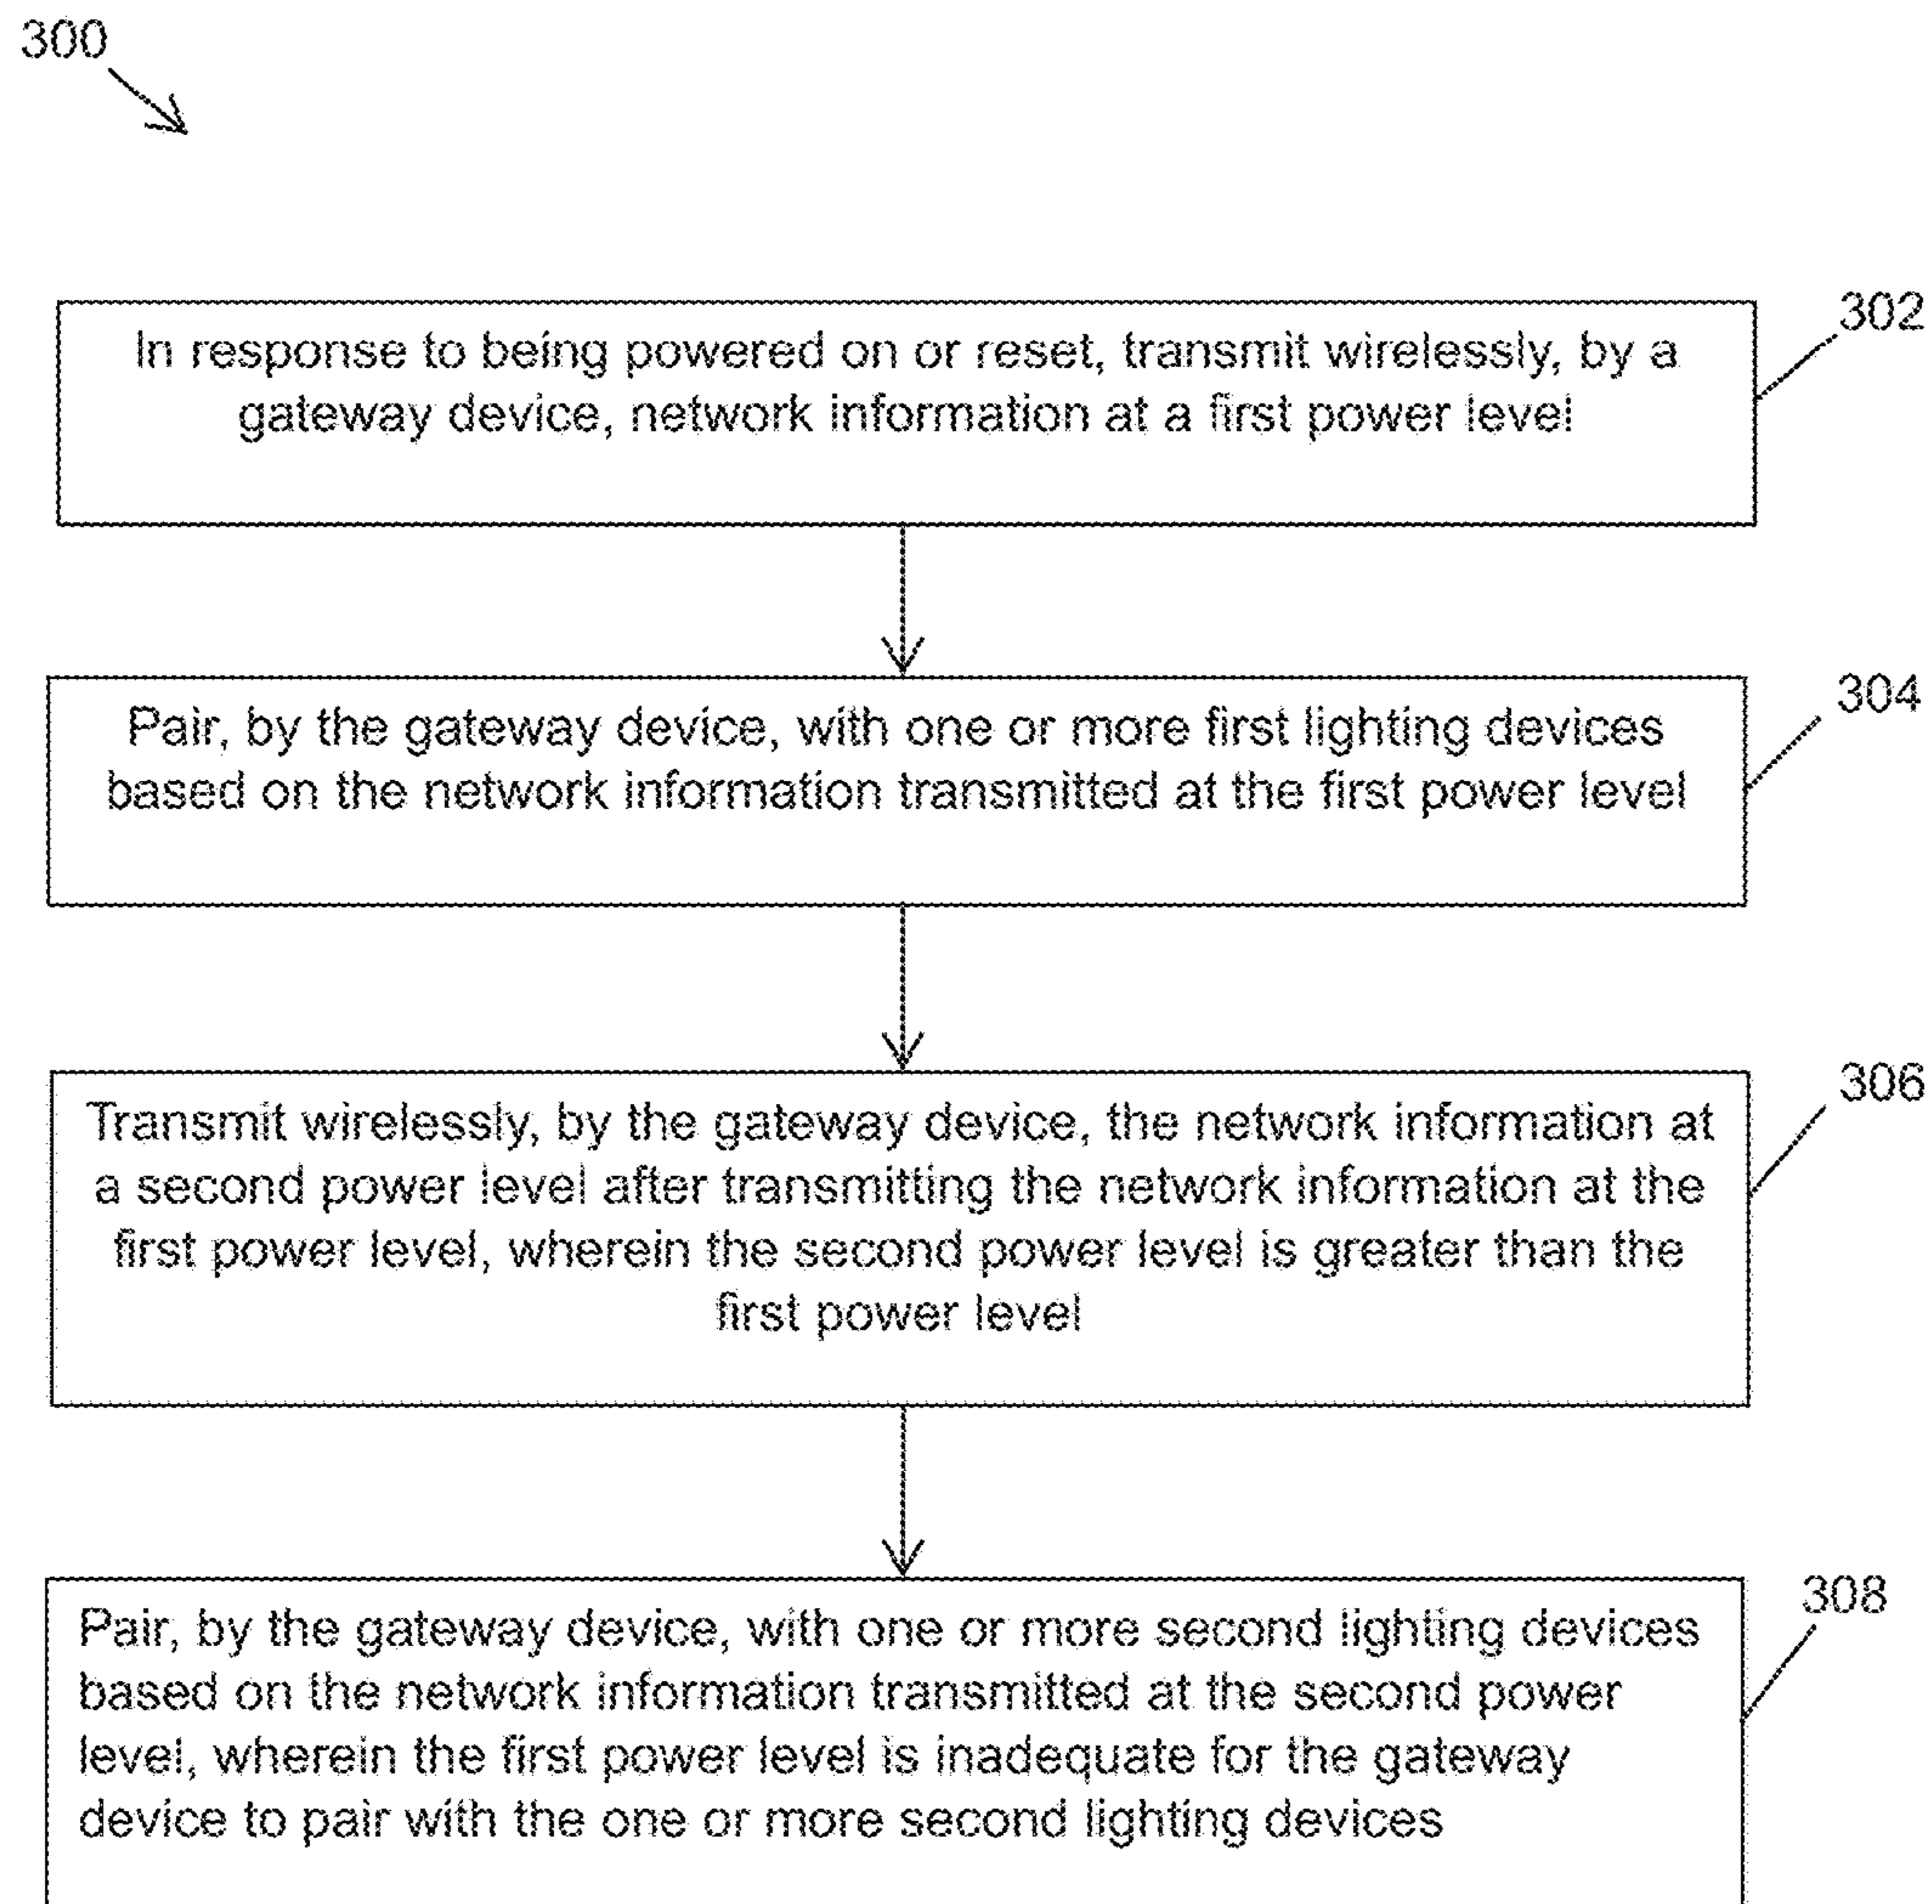 300
302
In response to being powered on or reset, transmit wirelessly, by a
gateway device, network information at a first power level
304
Pair, by the gateway device, with one or more first lighting devices
based on the network information transmitted at the first power level
306
Transmit wirelessly, by the gateway device, the network information at
a second power level after transmitting the network information at the
first power level, wherein the second power level is greater than the
first power level
308
Pair, by the gateway device, with one or more second lighting devices
based on the network information transmitted at the second power
level, wherein the first power level is inadequate for the gateway
device to pair with the one or more second lighting devices